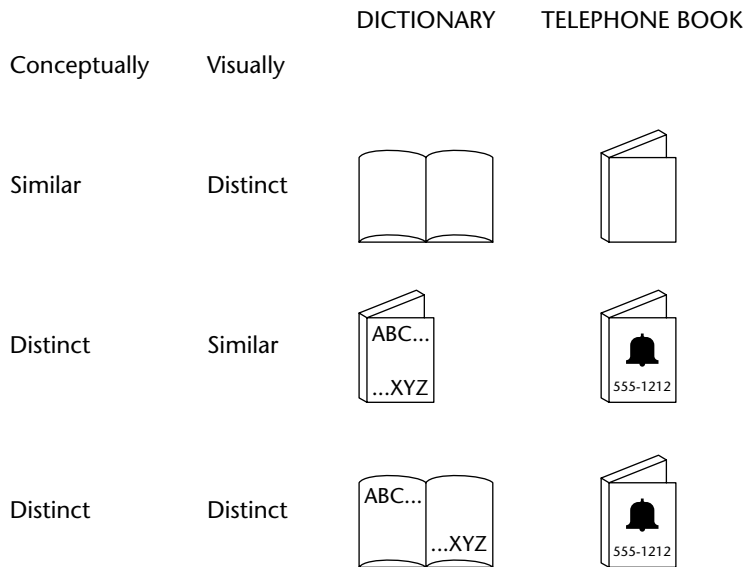 DICTIONARY TELEPHONE BOOK
Conceptually Visually
Similar Distinct
Distinct Similar
ABC...
...XYZ
555-1212
Distinct Distinct
ABC...
...XYZ
555-1212